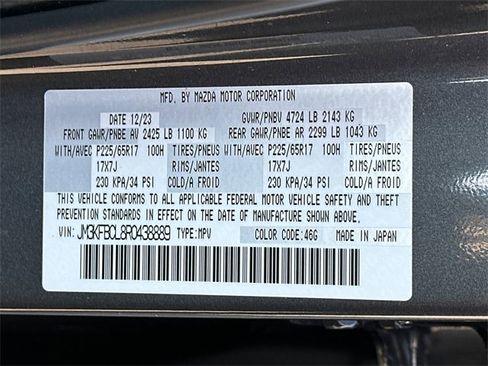 MFD. BY MAZDA MOTOR CORPORATION
DATE 12/23 GVWR/PNBV 4724 LB 2143 KG
FRONT GAWR/PNBE AV 2425 LB 1100 KG REAR GAWR/PNBE AR 2299 LB 1043 KG
WITH/AVEC P225/65R17 100H TIRES/PNEUS WITH/AVEC P225/65R17 100H TIRES/PNEUS
17X7J RIMS/JANTES 17X7J RIMS/JANTES
230 KPA/34 PSI COLD/A FROID 230 KPA/34 PSI COLD/A FROID
THIS VEHICLE CONFORMS TO ALL APPLICABLE FEDERAL MOTOR VEHICLE SAFETY, BUMPER, AND THEFT
PREVENTION STANDARDS IN EFFECT ON THE DATE OF MANUFACTURE SHOWN ABOVE.
VIN: JM3KFBCL8R0438889 TYPE:MPV COLOR CODE:46G MADE IN JAPAN